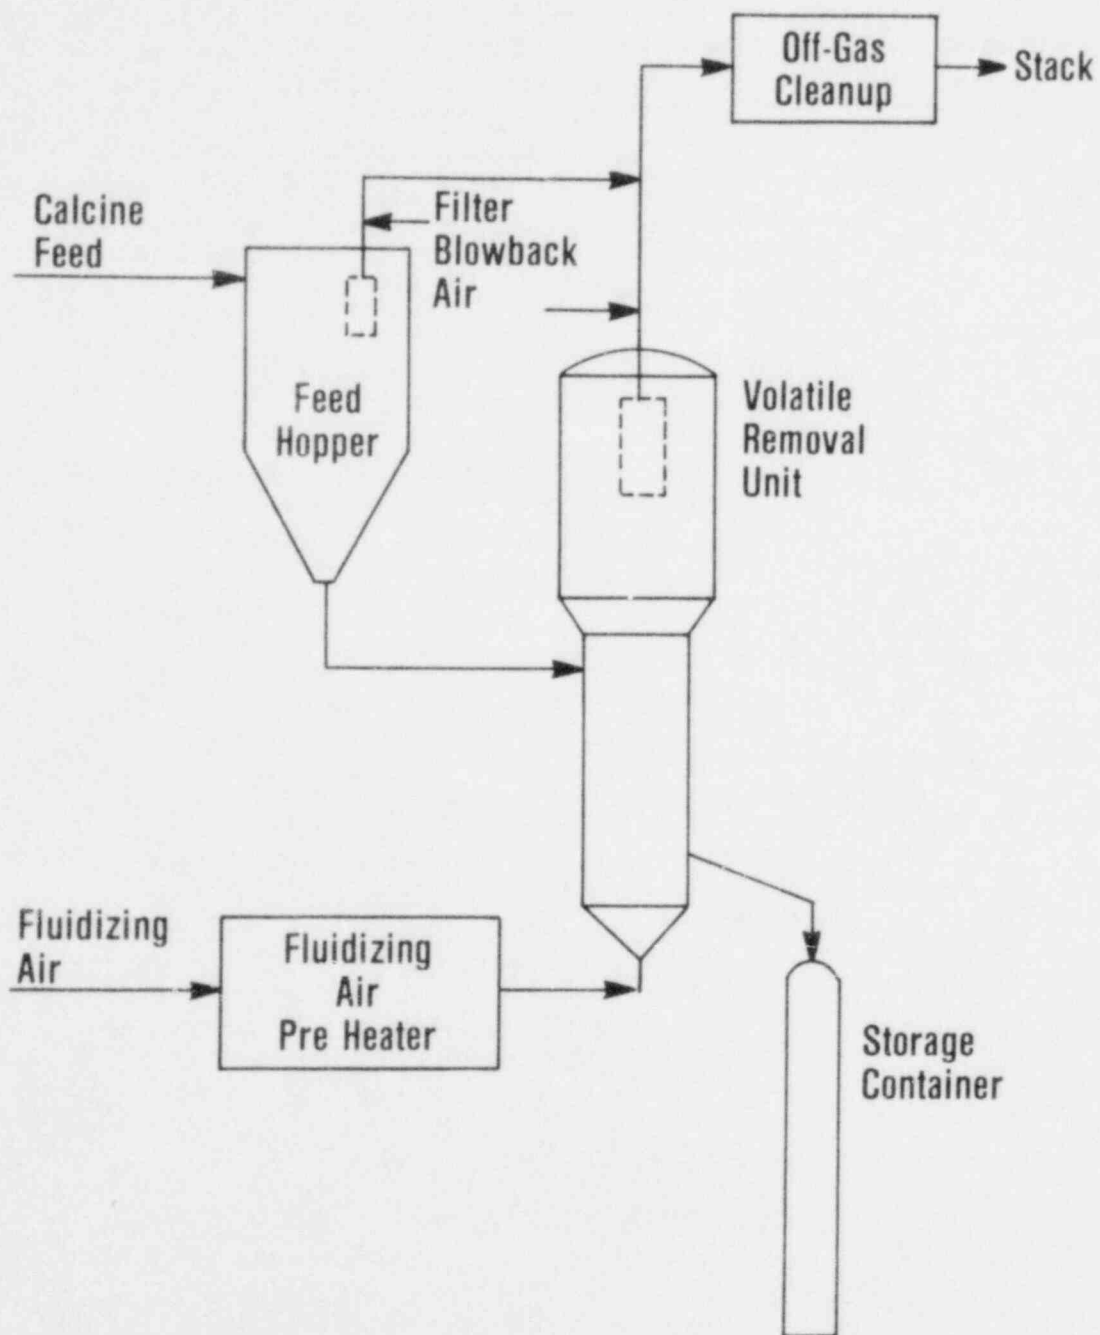 Off-Gas
Cleanup
Stack
Calcine
Feed
Filter
Blowback
Air
Feed
Hopper
Volatile
Removal
Unit
Fluidizing
Air
Fluidizing
Air
Pre Heater
Storage
Container